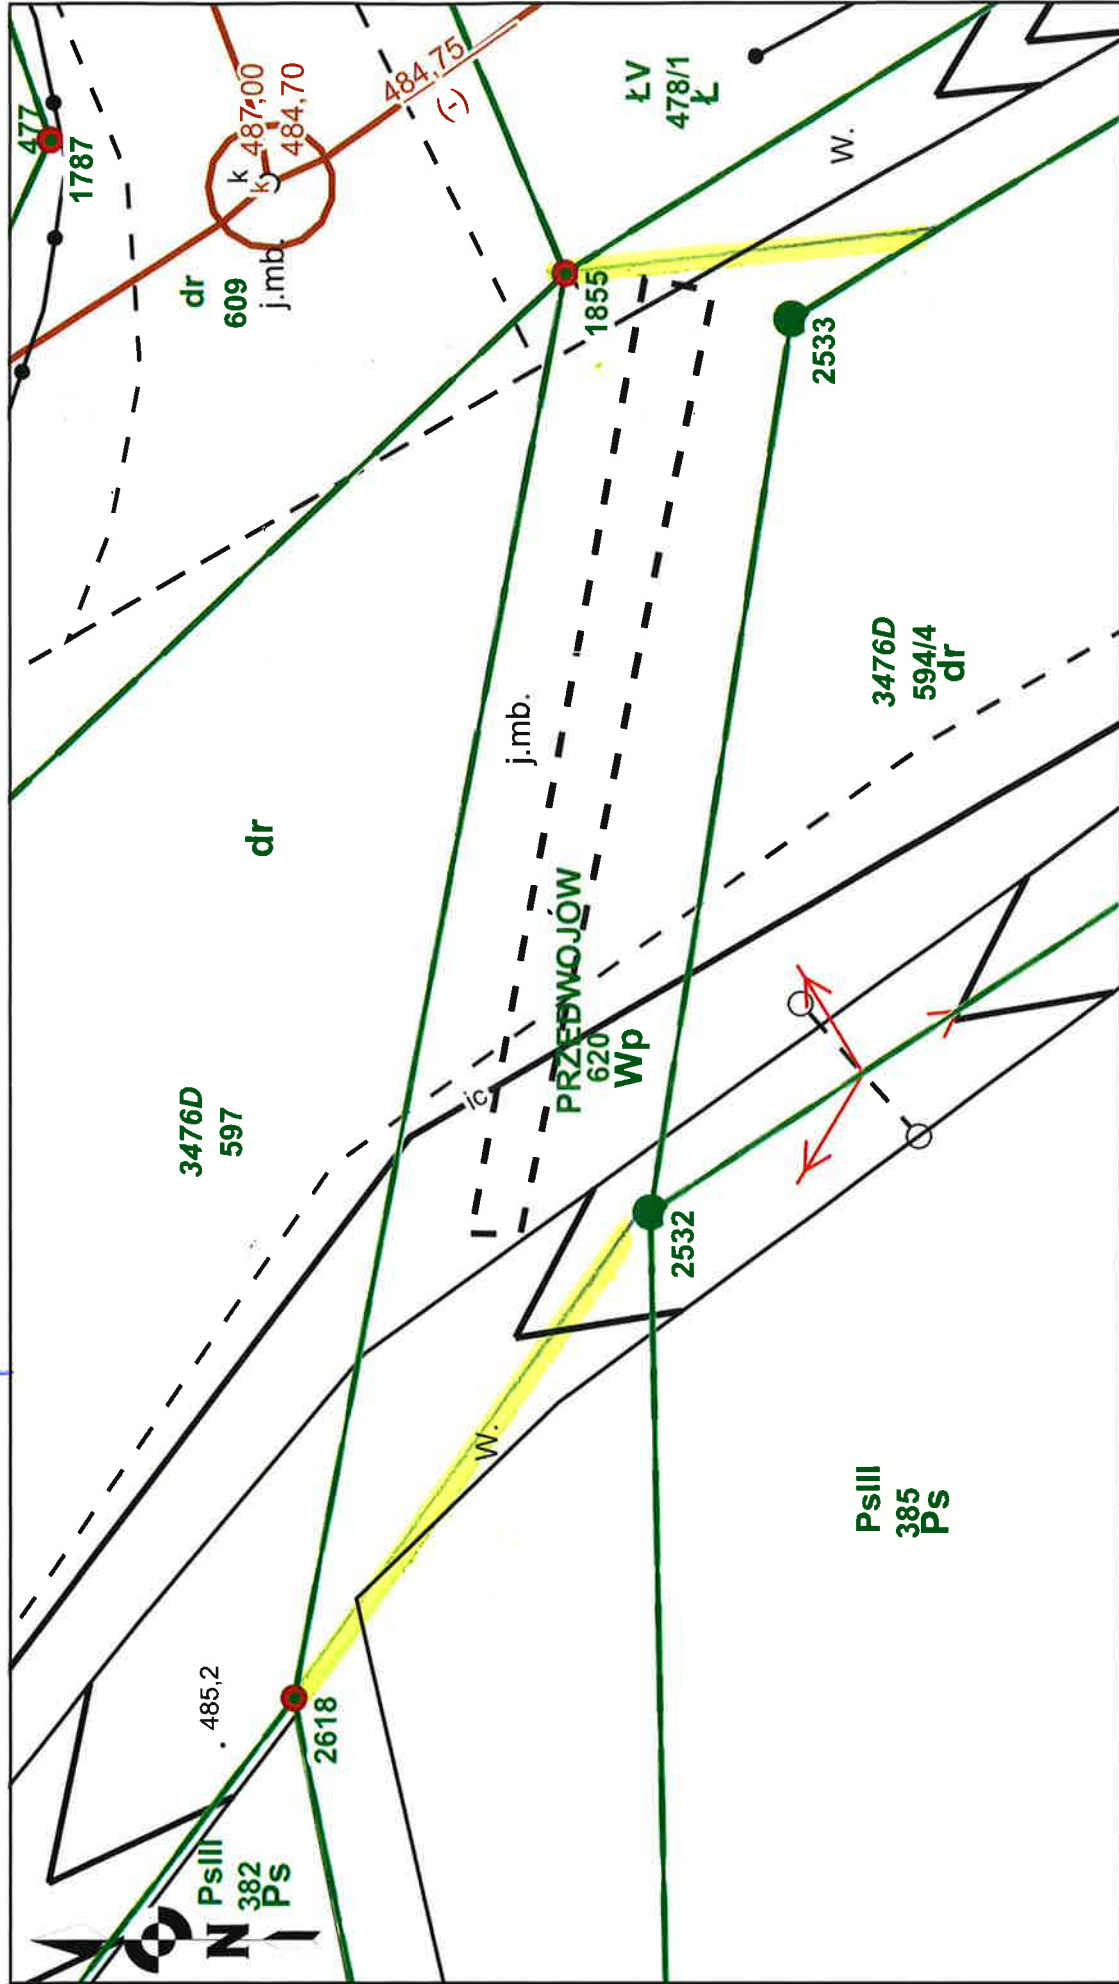 477
1787
k
k
487,00
484,70
484,75
(-)
ŁV
478/1
Ł
W.
dr
609
j.mb.
1855
2533
3476D
594/4
dr
j.mb.
dr
PRZEDWOJÓW
620
Wp
ic
3476D
597
2532
W.
PsIII
385
Ps
485,2
2618
PsIII
382
Ps
N